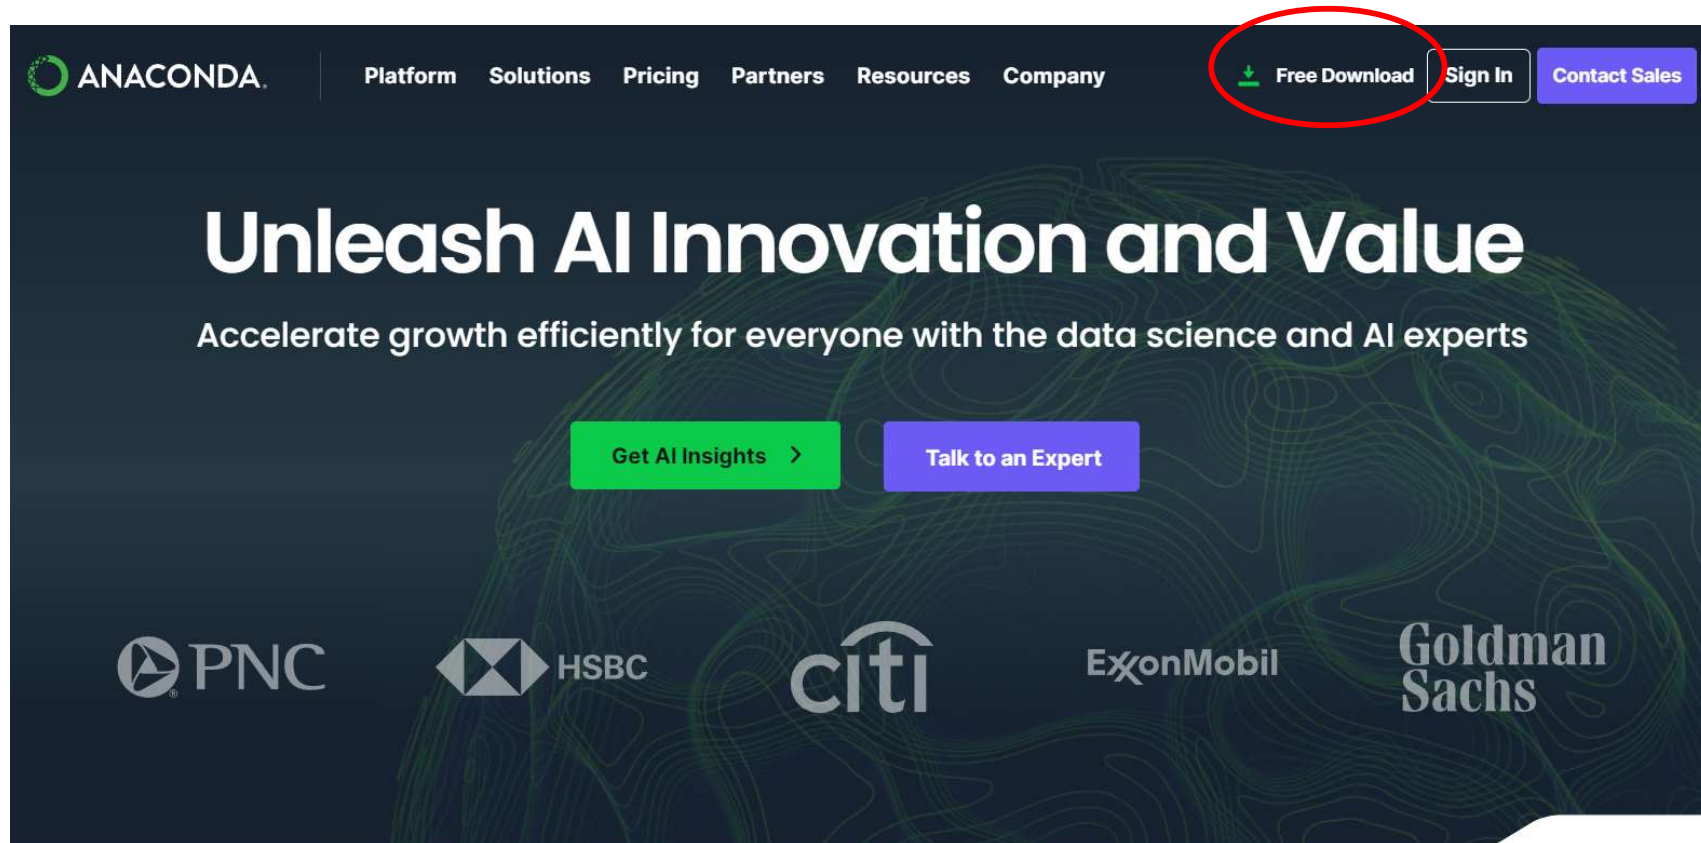 ANACONDA. Platform Solutions Pricing Partners Resources Company Free Download Sign In Contact Sales
Unleash AI Innovation and Value
Accelerate growth efficiently for everyone with the data science and AI experts
Get AI Insights Talk to an Expert
PNC HSBC citi ExxonMobil Goldman
Sachs